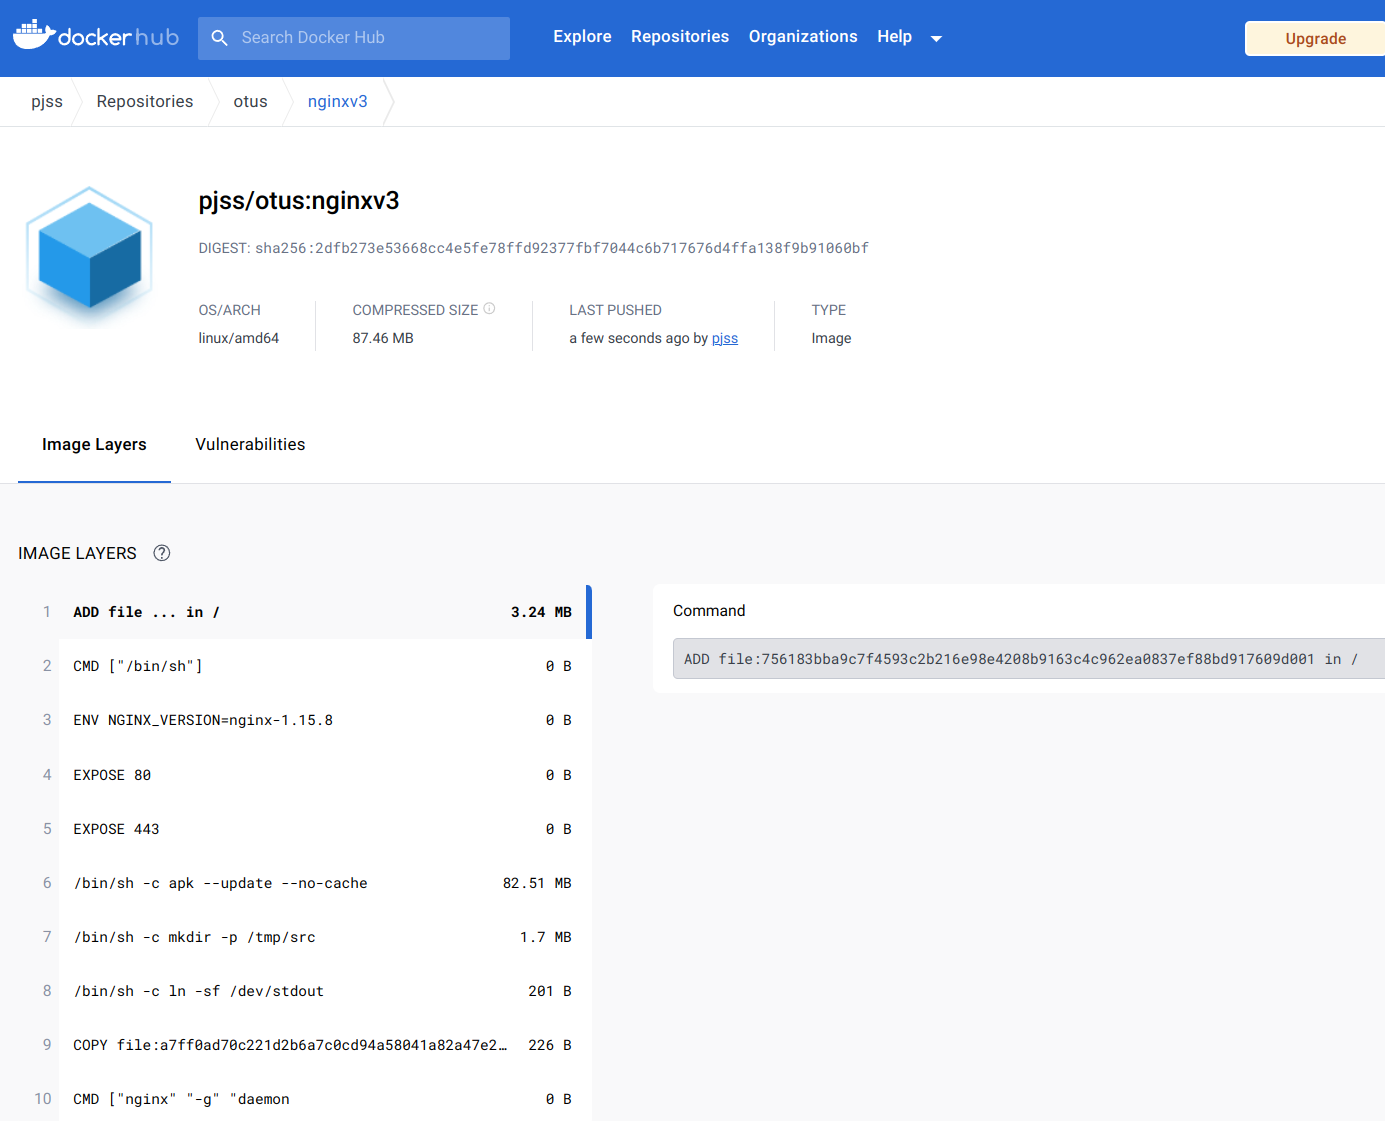 docker hub
Search Docker Hub
Explore Repositories Organizations Help
Upgrade
pjss Repositories otus nginxv3
pjss/otus:nginxv3
DIGEST: sha256:2dfb273e53668cc4e5fe78ffd92377fbf7044c6b717676d4ffa138f9b91060bf
OS/ARCH COMPRESSED SIZE LAST PUSHED TYPE
linux/amd64 87.46 MB a few seconds ago by pjss Image
Image Layers Vulnerabilities
IMAGE LAYERS ?
1 ADD file ... in / 3.24 MB
2 CMD ["/bin/sh"] 0 B
3 ENV NGINX_VERSION=nginx-1.15.8 0 B
4 EXPOSE 80 0 B
5 EXPOSE 443 0 B
6 /bin/sh -c apk --update --no-cache 82.51 MB
7 /bin/sh -c mkdir -p /tmp/src 1.7 MB
8 /bin/sh -c ln -sf /dev/stdout 201 B
9 COPY file:a7ff0ad70c221d2b6a7c0cd94a58041a82a47e2… 226 B
10 CMD ["nginx" "-g" "daemon 0 B
Command
ADD file:756183bba9c7f4593c2b216e98e4208b9163c4c962ea0837ef88bd917609d001 in /